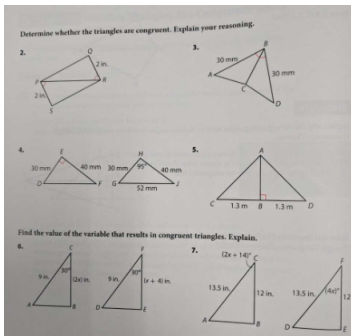 Determine whether the triangles are congruent. Explain your reasoning.
2.
Q
2 in.
P
R
2 in.
S
3.
B
30 mm
A
30 mm
C
D
4.
E
30 mm
40 mm
D
F
H
30 mm
95°
40 mm
G
J
52 mm
5.
A
C
1.3 m
B
1.3 m
D
Find the value of the variable that results in congruent triangles. Explain.
6.
C
30°
9 in.
(2x) in.
A
B
F
30°
9 in.
(x + 4) in.
D
E
7.
(2x + 14)°
C
13.5 in.
12 in.
A
B
F
(4x)°
13.5 in.
12
D
E